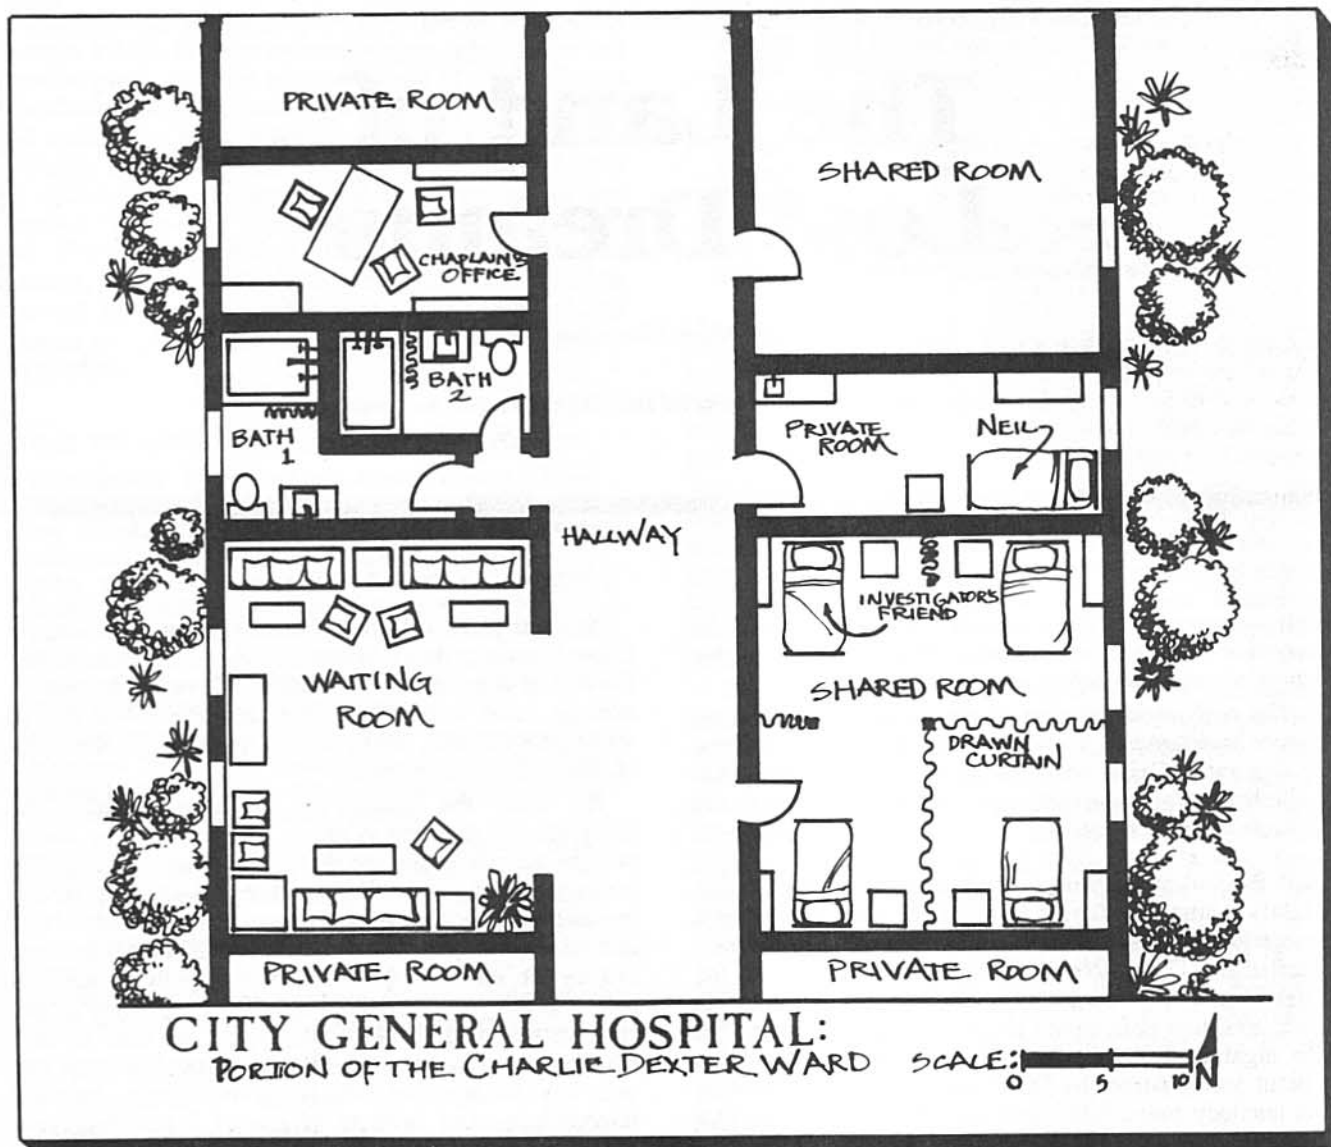 PRIVATE ROOM
SHARED ROOM
CHAPLAIN'S
OFFICE
BATH
2
BATH
1
PRIVATE
ROOM
NEIL
HALLWAY
INVESTIGATOR'S
FRIEND
WAITING
ROOM
SHARED ROOM
DRAWN
CURTAIN
PRIVATE ROOM
PRIVATE ROOM
CITY GENERAL HOSPITAL:
PORTION OF THE CHARLIE DEXTER WARD
SCALE:
0 5 10
N